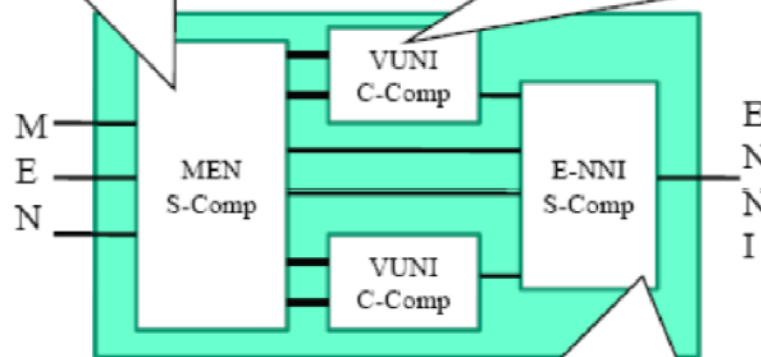 M
E
N
MEN
S-Comp
VUNI
C-Comp
VUNI
C-Comp
E-NNI
S-Comp
E
N
N
I